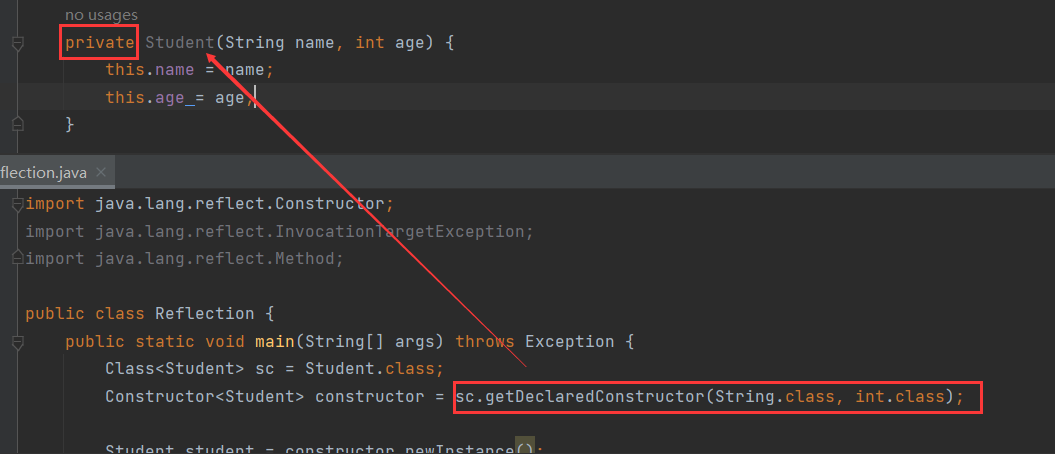 no usages
private Student(String name, int age) {
this.name = name;
this.age = age;
}
flection.java
import java.lang.reflect.Constructor;
import java.lang.reflect.InvocationTargetException;
import java.lang.reflect.Method;
public class Reflection {
public static void main(String[] args) throws Exception {
Class<Student> sc = Student.class;
Constructor<Student> constructor = sc.getDeclaredConstructor(String.class, int.class);
Student student = constructor.newInstance();